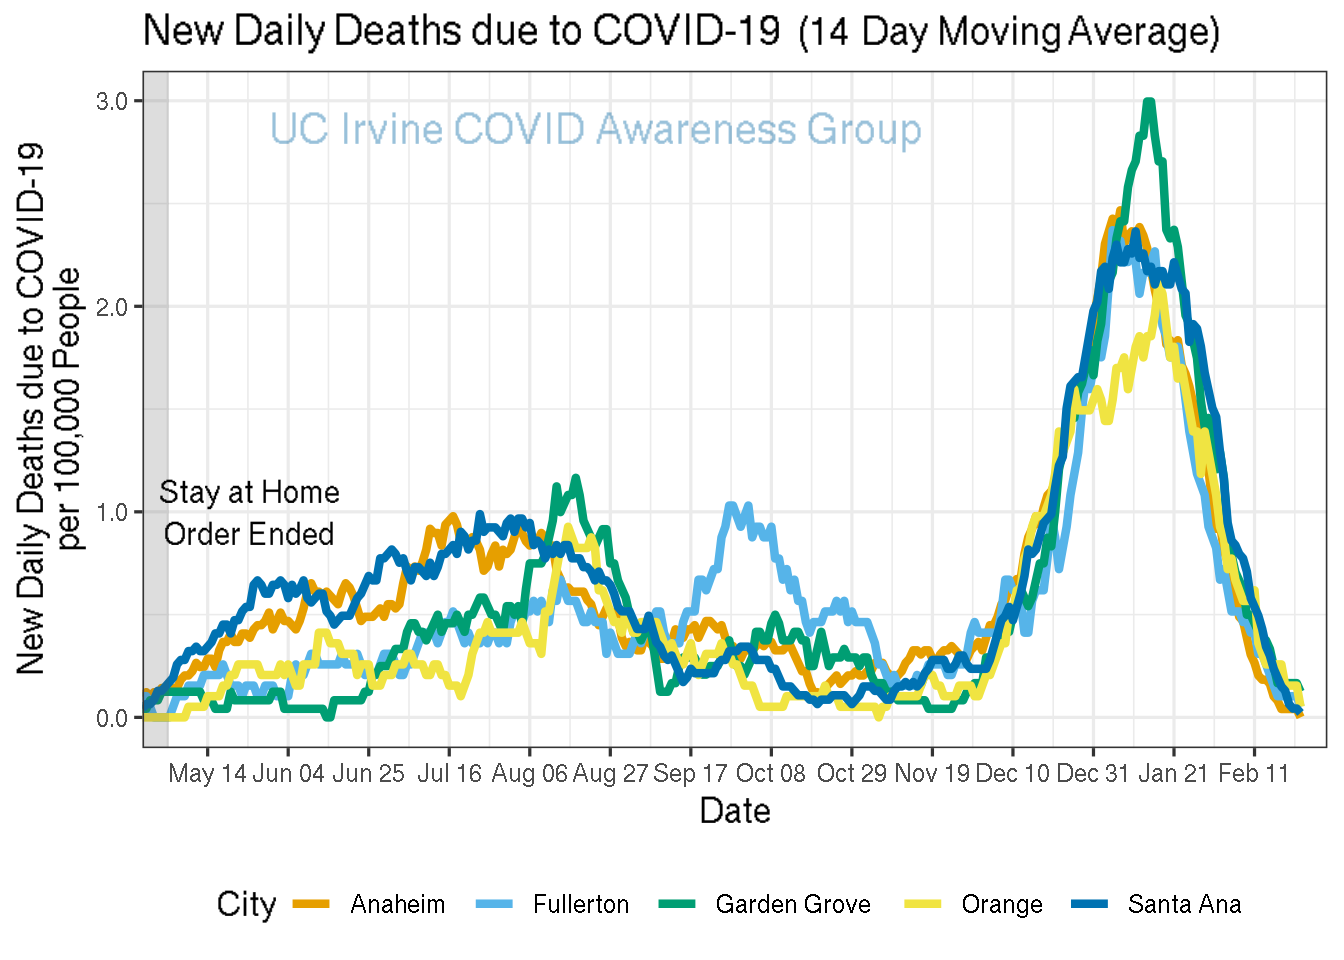 New Daily Deaths due to COVID-19 (14 Day Moving Average)
UC Irvine COVID Awareness Group
New Daily Deaths due to COVID-19
per 100,000 People
3.0
2.0
1.0
0.0
Stay at Home
Order Ended
May 14 Jun 04 Jun 25 Jul 16 Aug 06 Aug 27 Sep 17 Oct 08 Oct 29 Nov 19 Dec 10 Dec 31 Jan 21 Feb 11
Date
City Anaheim Fullerton Garden Grove Orange Santa Ana